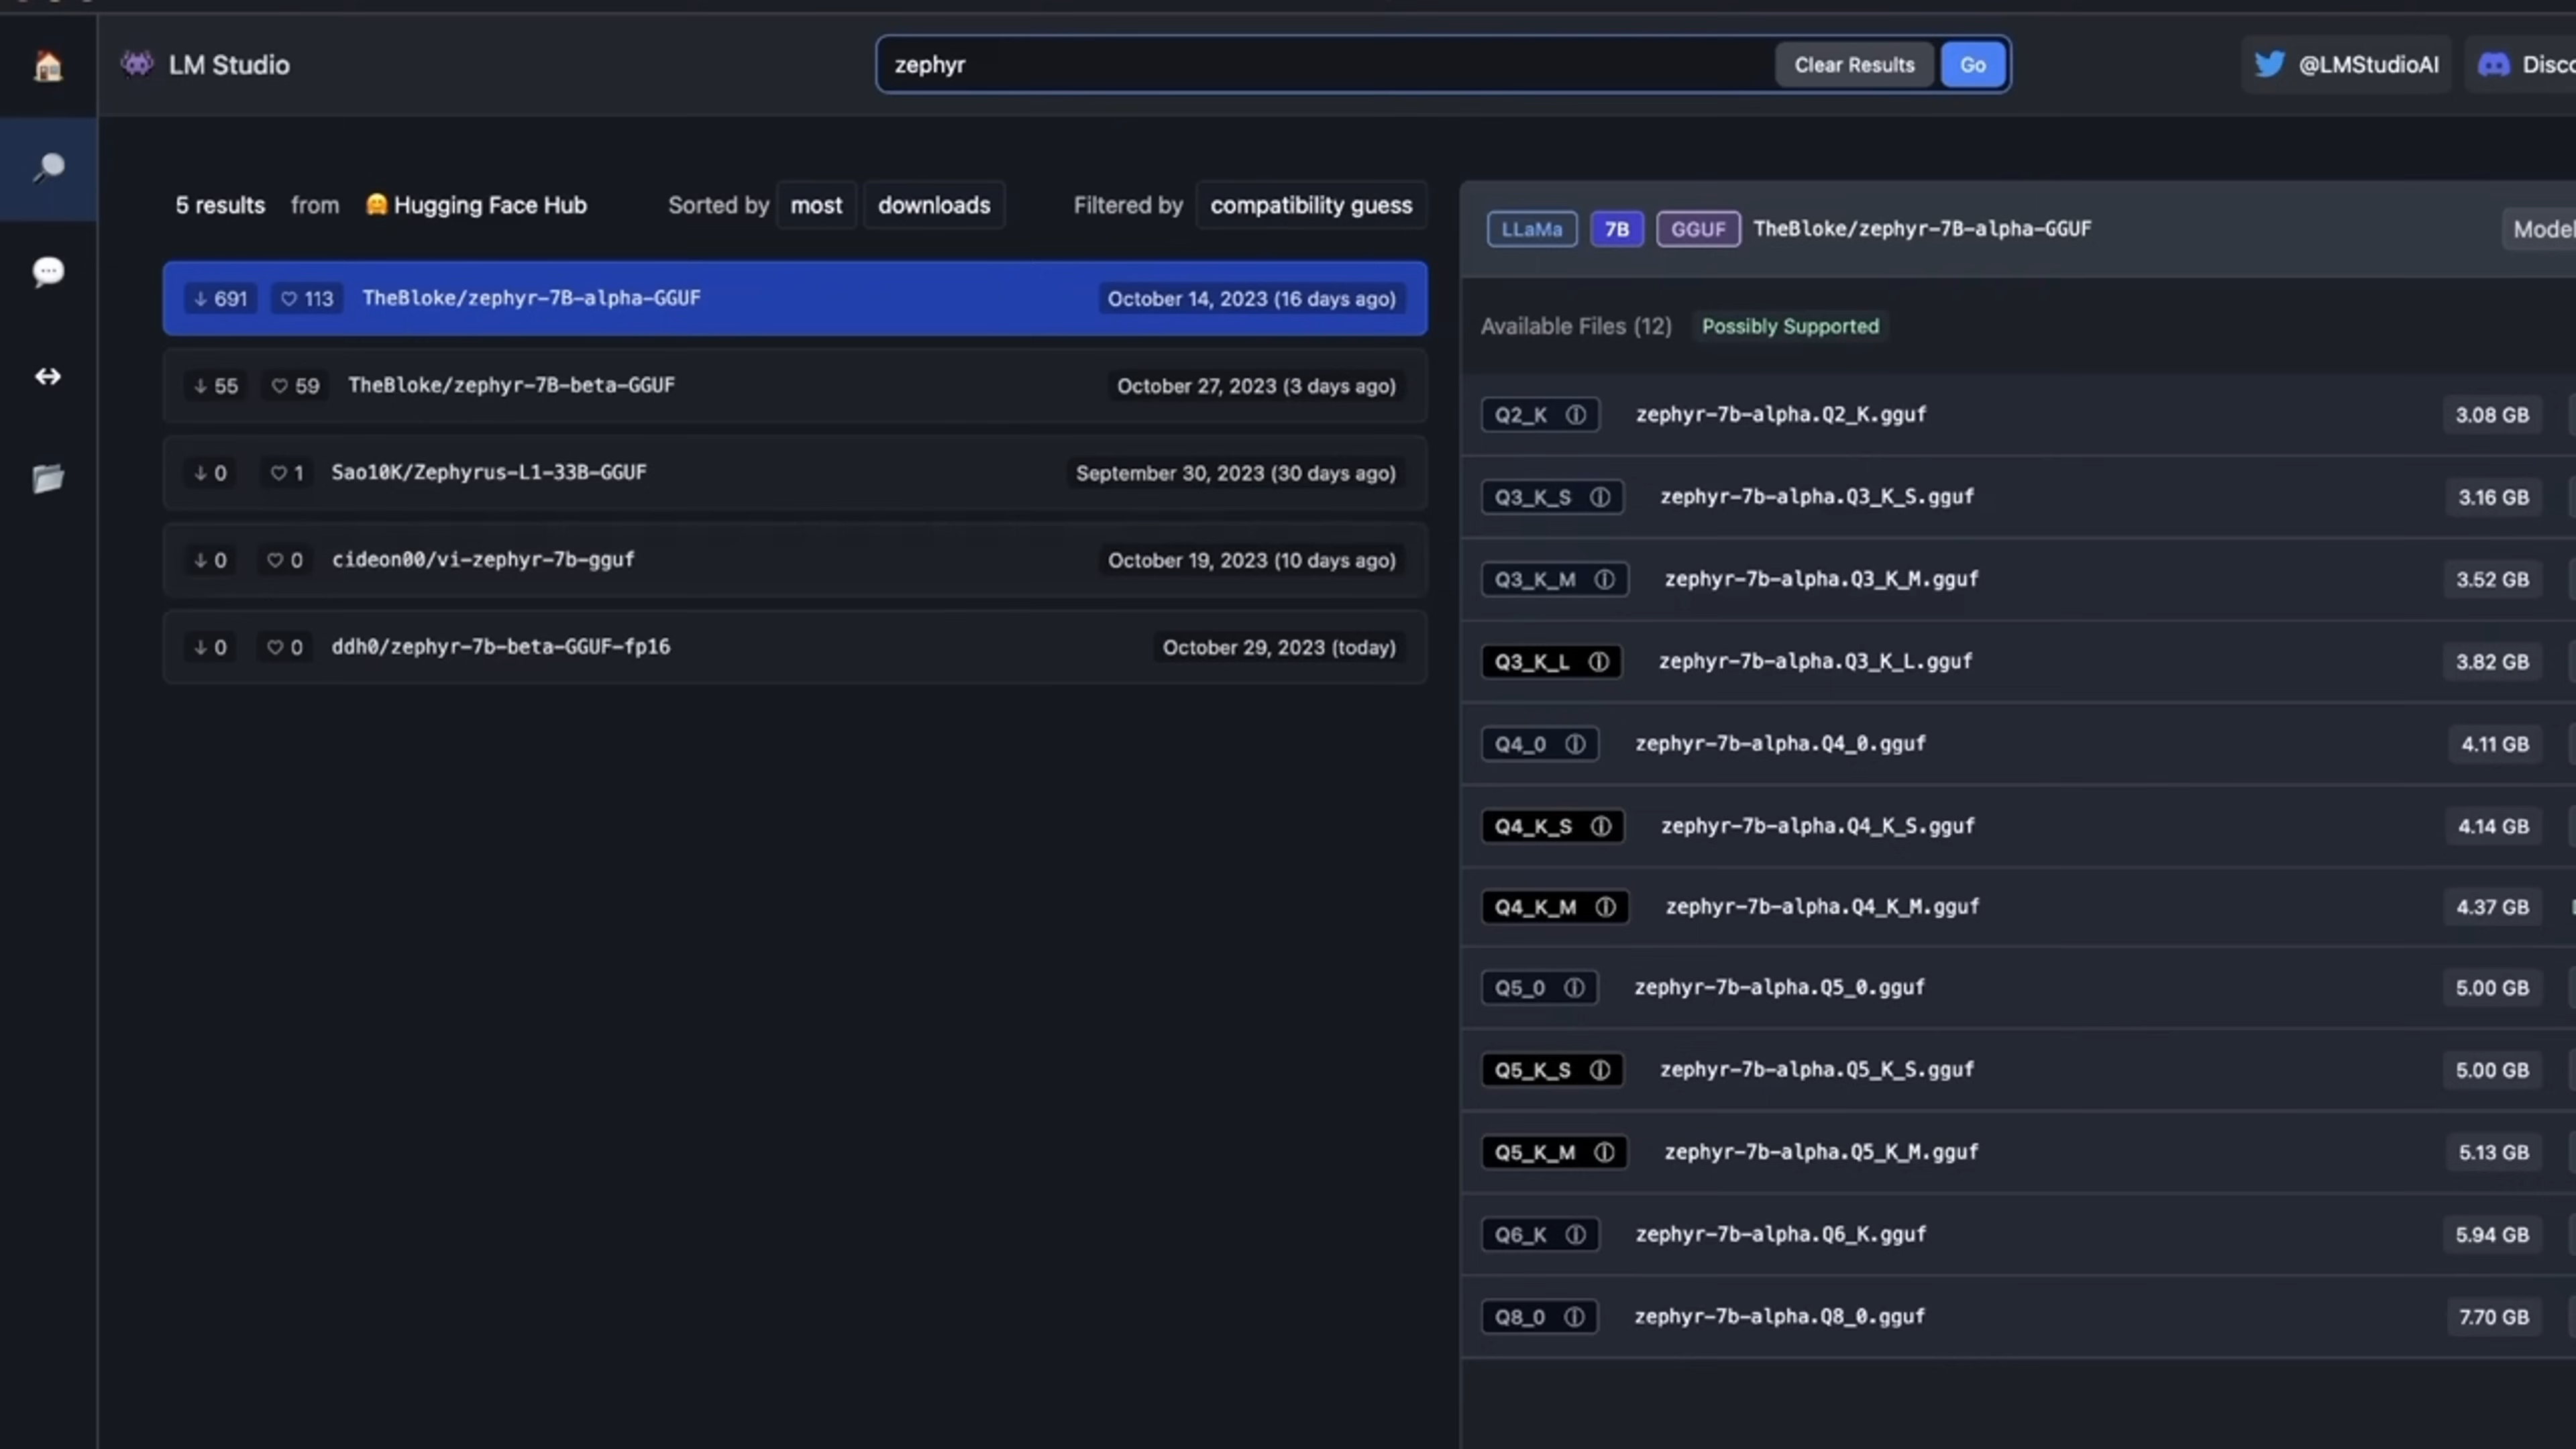 LM Studio
zephyr
Clear Results
Go
@LMStudioAI
5 results from Hugging Face Hub
Sorted by most downloads
Filtered by compatibility guess
691 113 TheBloke/zephyr-7B-alpha-GGUF October 14, 2023 (16 days ago)
55 59 TheBloke/zephyr-7B-beta-GGUF October 27, 2023 (3 days ago)
0 1 Sao10K/Zephyrus-L1-33B-GGUF September 30, 2023 (30 days ago)
0 0 cideon00/vi-zephyr-7b-gguf October 19, 2023 (10 days ago)
0 0 ddh0/zephyr-7b-beta-GGUF-fp16 October 29, 2023 (today)
LLaMa 7B GGUF TheBloke/zephyr-7B-alpha-GGUF Model
Available Files (12) Possibly Supported
Q2_K zephyr-7b-alpha.Q2_K.gguf 3.08 GB
Q3_K_S zephyr-7b-alpha.Q3_K_S.gguf 3.16 GB
Q3_K_M zephyr-7b-alpha.Q3_K_M.gguf 3.52 GB
Q3_K_L zephyr-7b-alpha.Q3_K_L.gguf 3.82 GB
Q4_0 zephyr-7b-alpha.Q4_0.gguf 4.11 GB
Q4_K_S zephyr-7b-alpha.Q4_K_S.gguf 4.14 GB
Q4_K_M zephyr-7b-alpha.Q4_K_M.gguf 4.37 GB
Q5_0 zephyr-7b-alpha.Q5_0.gguf 5.00 GB
Q5_K_S zephyr-7b-alpha.Q5_K_S.gguf 5.00 GB
Q5_K_M zephyr-7b-alpha.Q5_K_M.gguf 5.13 GB
Q6_K zephyr-7b-alpha.Q6_K.gguf 5.94 GB
Q8_0 zephyr-7b-alpha.Q8_0.gguf 7.70 GB